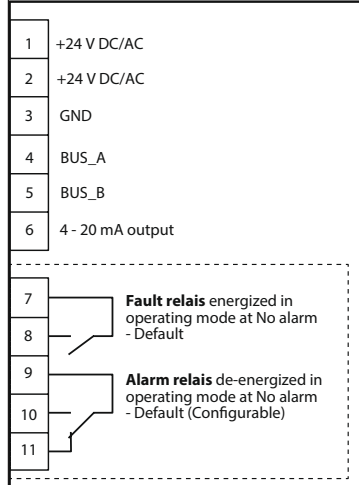 1 +24 V DC/AC
2 +24 V DC/AC
3 GND
4 BUS_A
5 BUS_B
6 4 - 20 mA output
7
Fault relais energized in
operating mode at No alarm
8
- Default
9
Alarm relais de-energized in
operating mode at No alarm
10
- Default (Configurable)
11